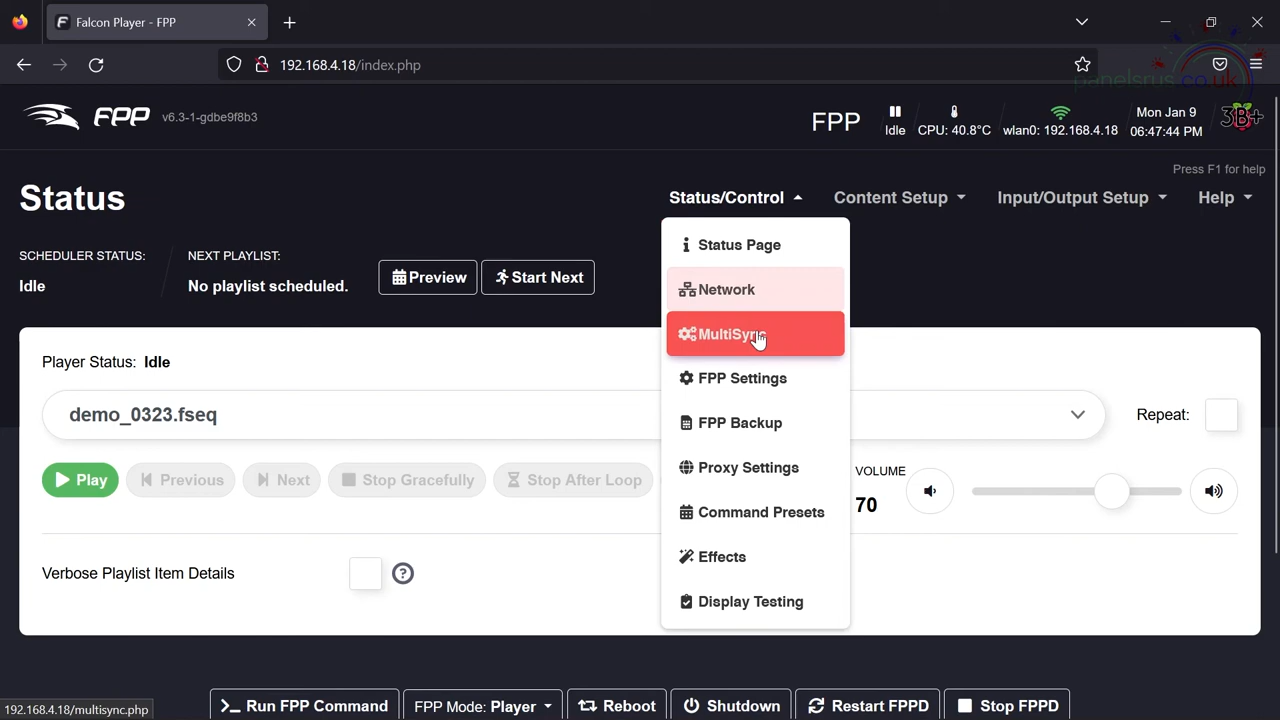 Falcon Player - FPP
192.168.4.18/index.php
panelsrus.co.uk
FPP v6.3-1-gdbe9f8b3
FPP
Idle
CPU: 40.8°C
wlan0: 192.168.4.18
Mon Jan 9
06:47:44 PM
3B+
Press F1 for help
Status
Status/Control
Content Setup
Input/Output Setup
Help
SCHEDULER STATUS:
Idle
NEXT PLAYLIST:
No playlist scheduled.
Preview
Start Next
Status Page
Network
MultiSync
FPP Settings
FPP Backup
Proxy Settings
Command Presets
Effects
Display Testing
Player Status: Idle
demo_0323.fseq
Repeat:
Play
Previous
Next
Stop Gracefully
Stop After Loop
VOLUME
70
Verbose Playlist Item Details
Run FPP Command
FPP Mode: Player
Reboot
Shutdown
Restart FPPD
Stop FPPD
192.168.4.18/multisync.php